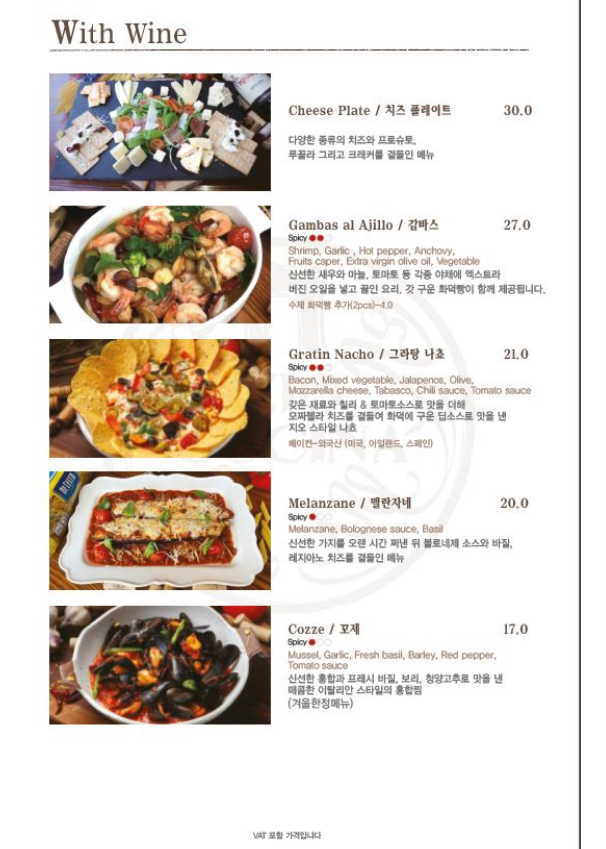 With Wine
Cheese Plate / 치즈 플레이트 30.0
다양한 종류의 치즈와 프로슈토,
루꼴라 그리고 크래커를 곁들인 메뉴
Gambas al Ajillo / 감바스 27.0
Spicy
Shrimp, Garlic , Hot pepper, Anchovy,
Fruits caper, Extra virgin olive oil, Vegetable
신선한 새우와 마늘, 토마토 등 각종 야채에 엑스트라
버진 오일을 넣고 끓인 요리. 갓 구운 화덕빵이 함께 제공됩니다.
수제 화덕빵 추가(2pcs)-4.0
Gratin Nacho / 그라탕 나쵸 21.0
Spicy
Bacon, Mixed vegetable, Jalapenos, Olive,
Mozzarella cheese, Tabasco, Chili sauce, Tomato sauce
갖은 재료와 칠리 & 토마토소스로 맛을 더해
모짜렐라 치즈를 곁들여 화덕에 구운 딥소스로 맛을 낸
지오 스타일 나쵸
베이컨-외국산 (미국, 아일랜드, 스페인)
Melanzane / 멜란자네 20.0
Spicy
Melanzane, Bolognese sauce, Basil
신선한 가지를 오랜 시간 쪄낸 뒤 볼로네제 소스와 바질,
레지아노 치즈를 곁들인 메뉴
Cozze / 꼬제 17.0
Spicy
Mussel, Garlic, Fresh basil, Barley, Red pepper,
Tomato sauce
신선한 홍합과 프레시 바질, 보리, 청양고추로 맛을 낸
매콤한 이탈리안 스타일의 홍합찜
(겨울한정메뉴)
VAT 포함 가격입니다